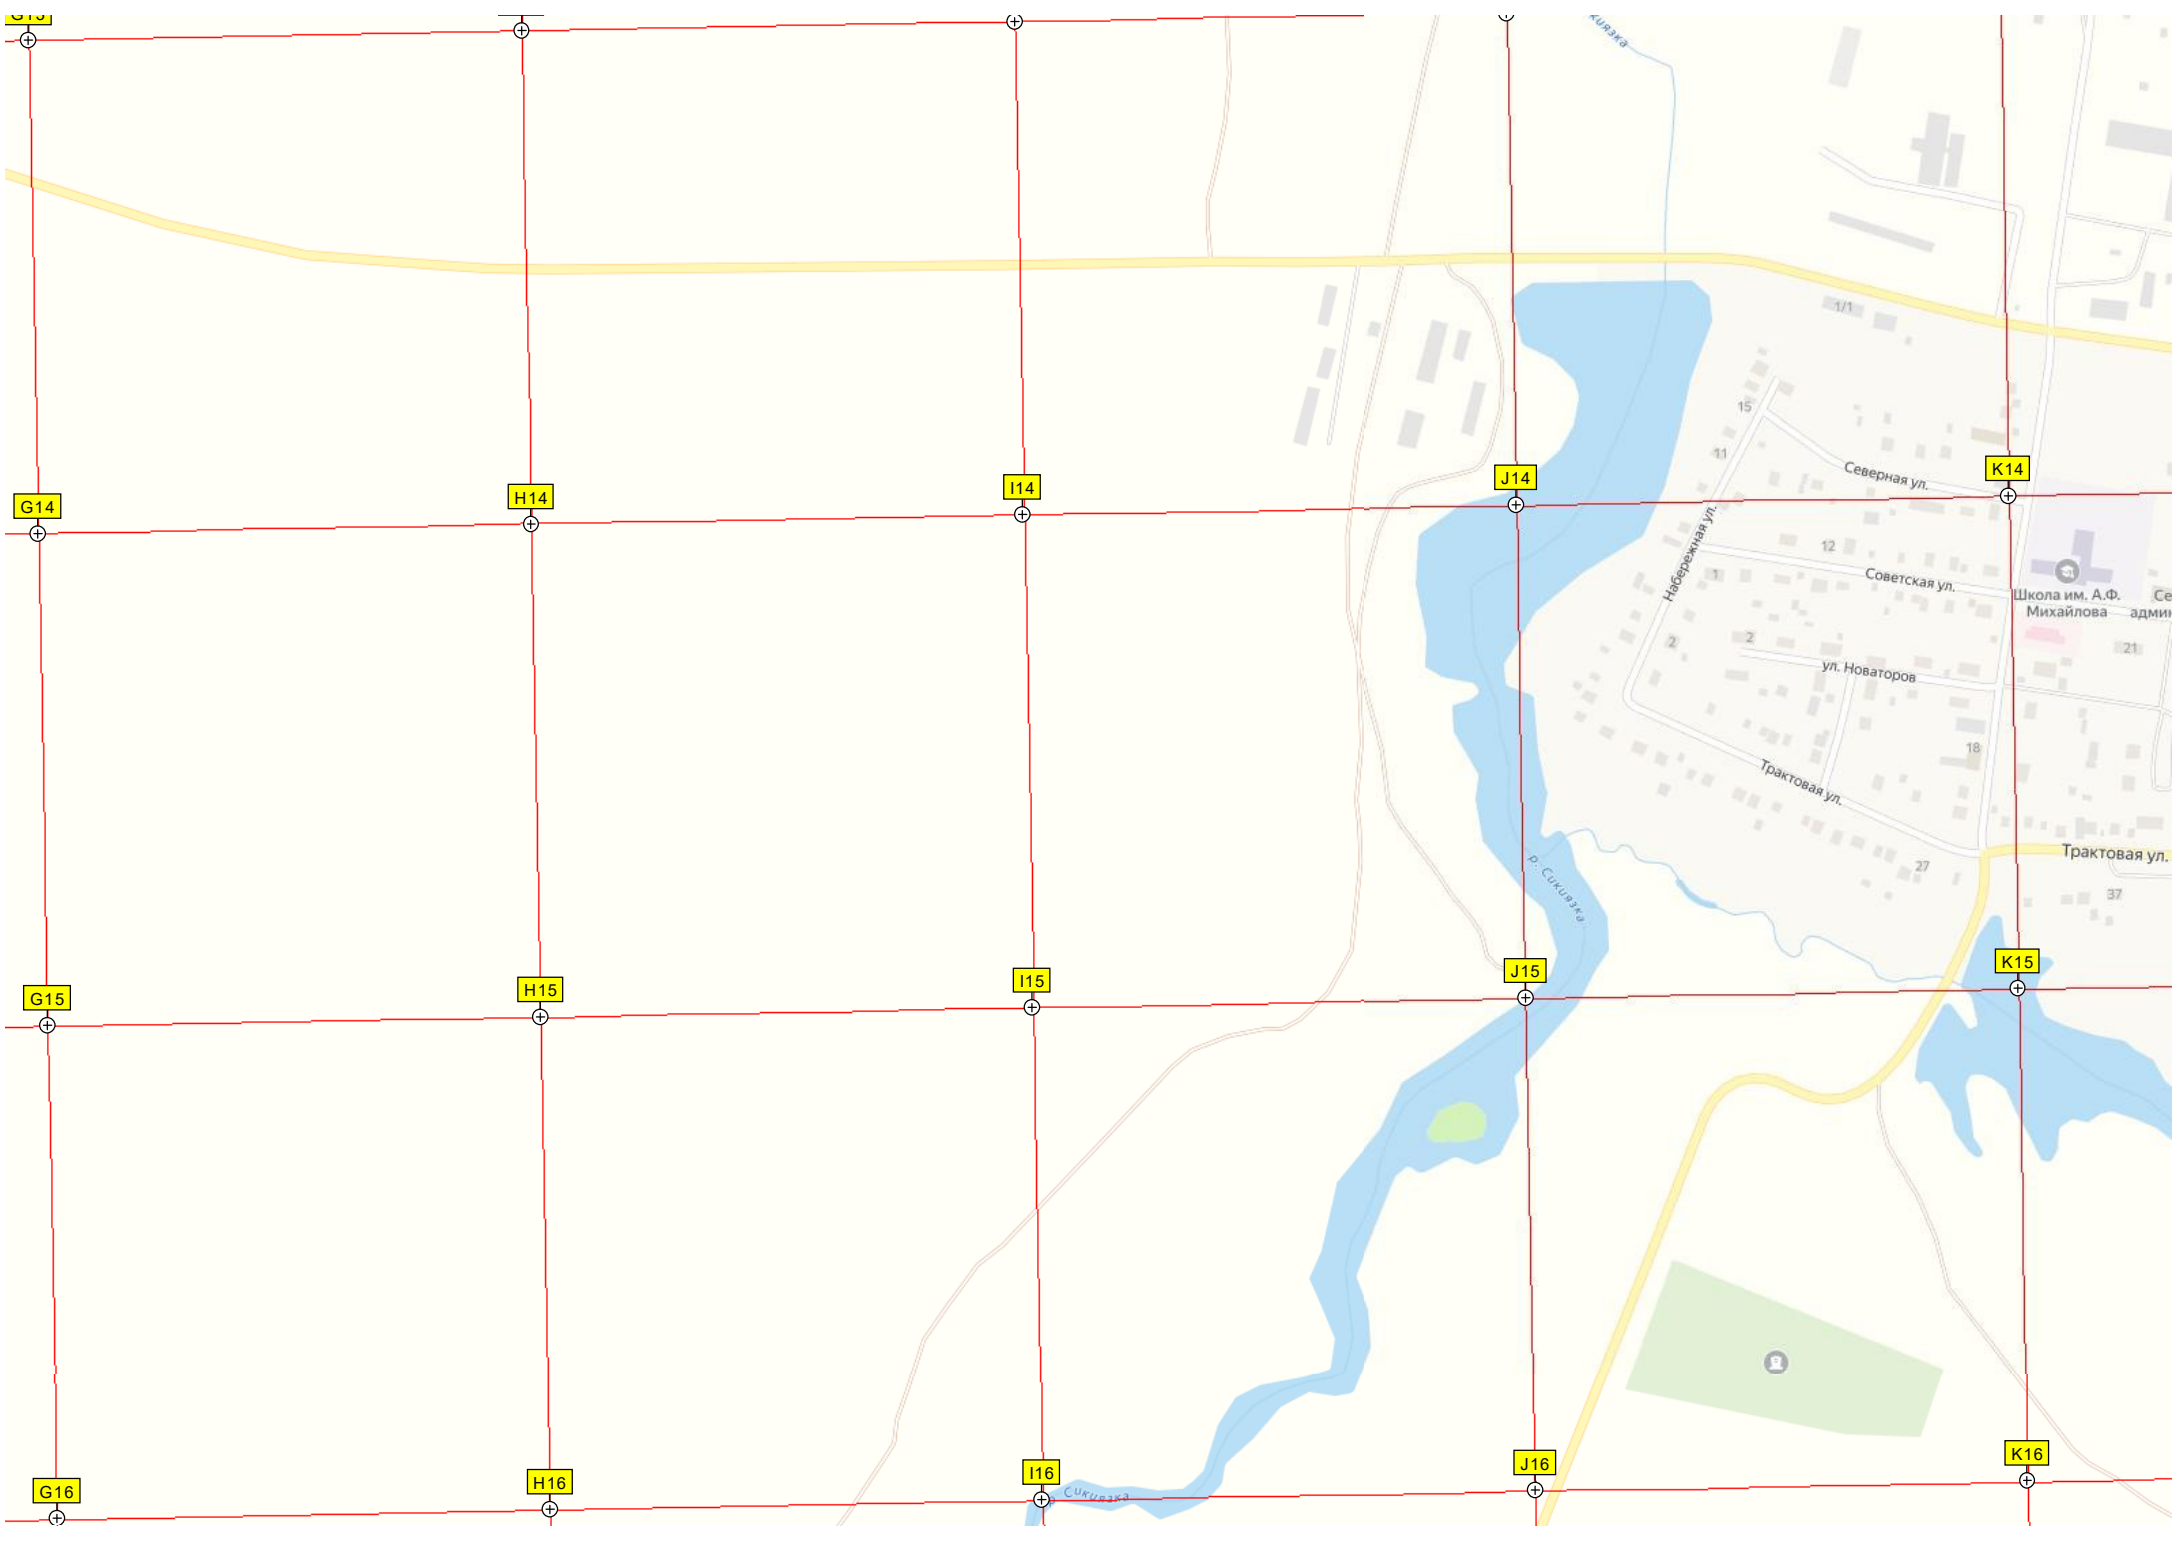 G13
1/1
15
11
Северная ул.
G14
H14
I14
J14
K14
Набережная ул.
12
1
Советская ул.
Школа им. А.Ф.
Михайлова
2
2
21
ул. Новаторов
18
Трактовая ул.
Трактовая ул.
27
37
р. Сикиязка
G15
H15
I15
J15
K15
G16
H16
I16
J16
K16
р. Сикиязка